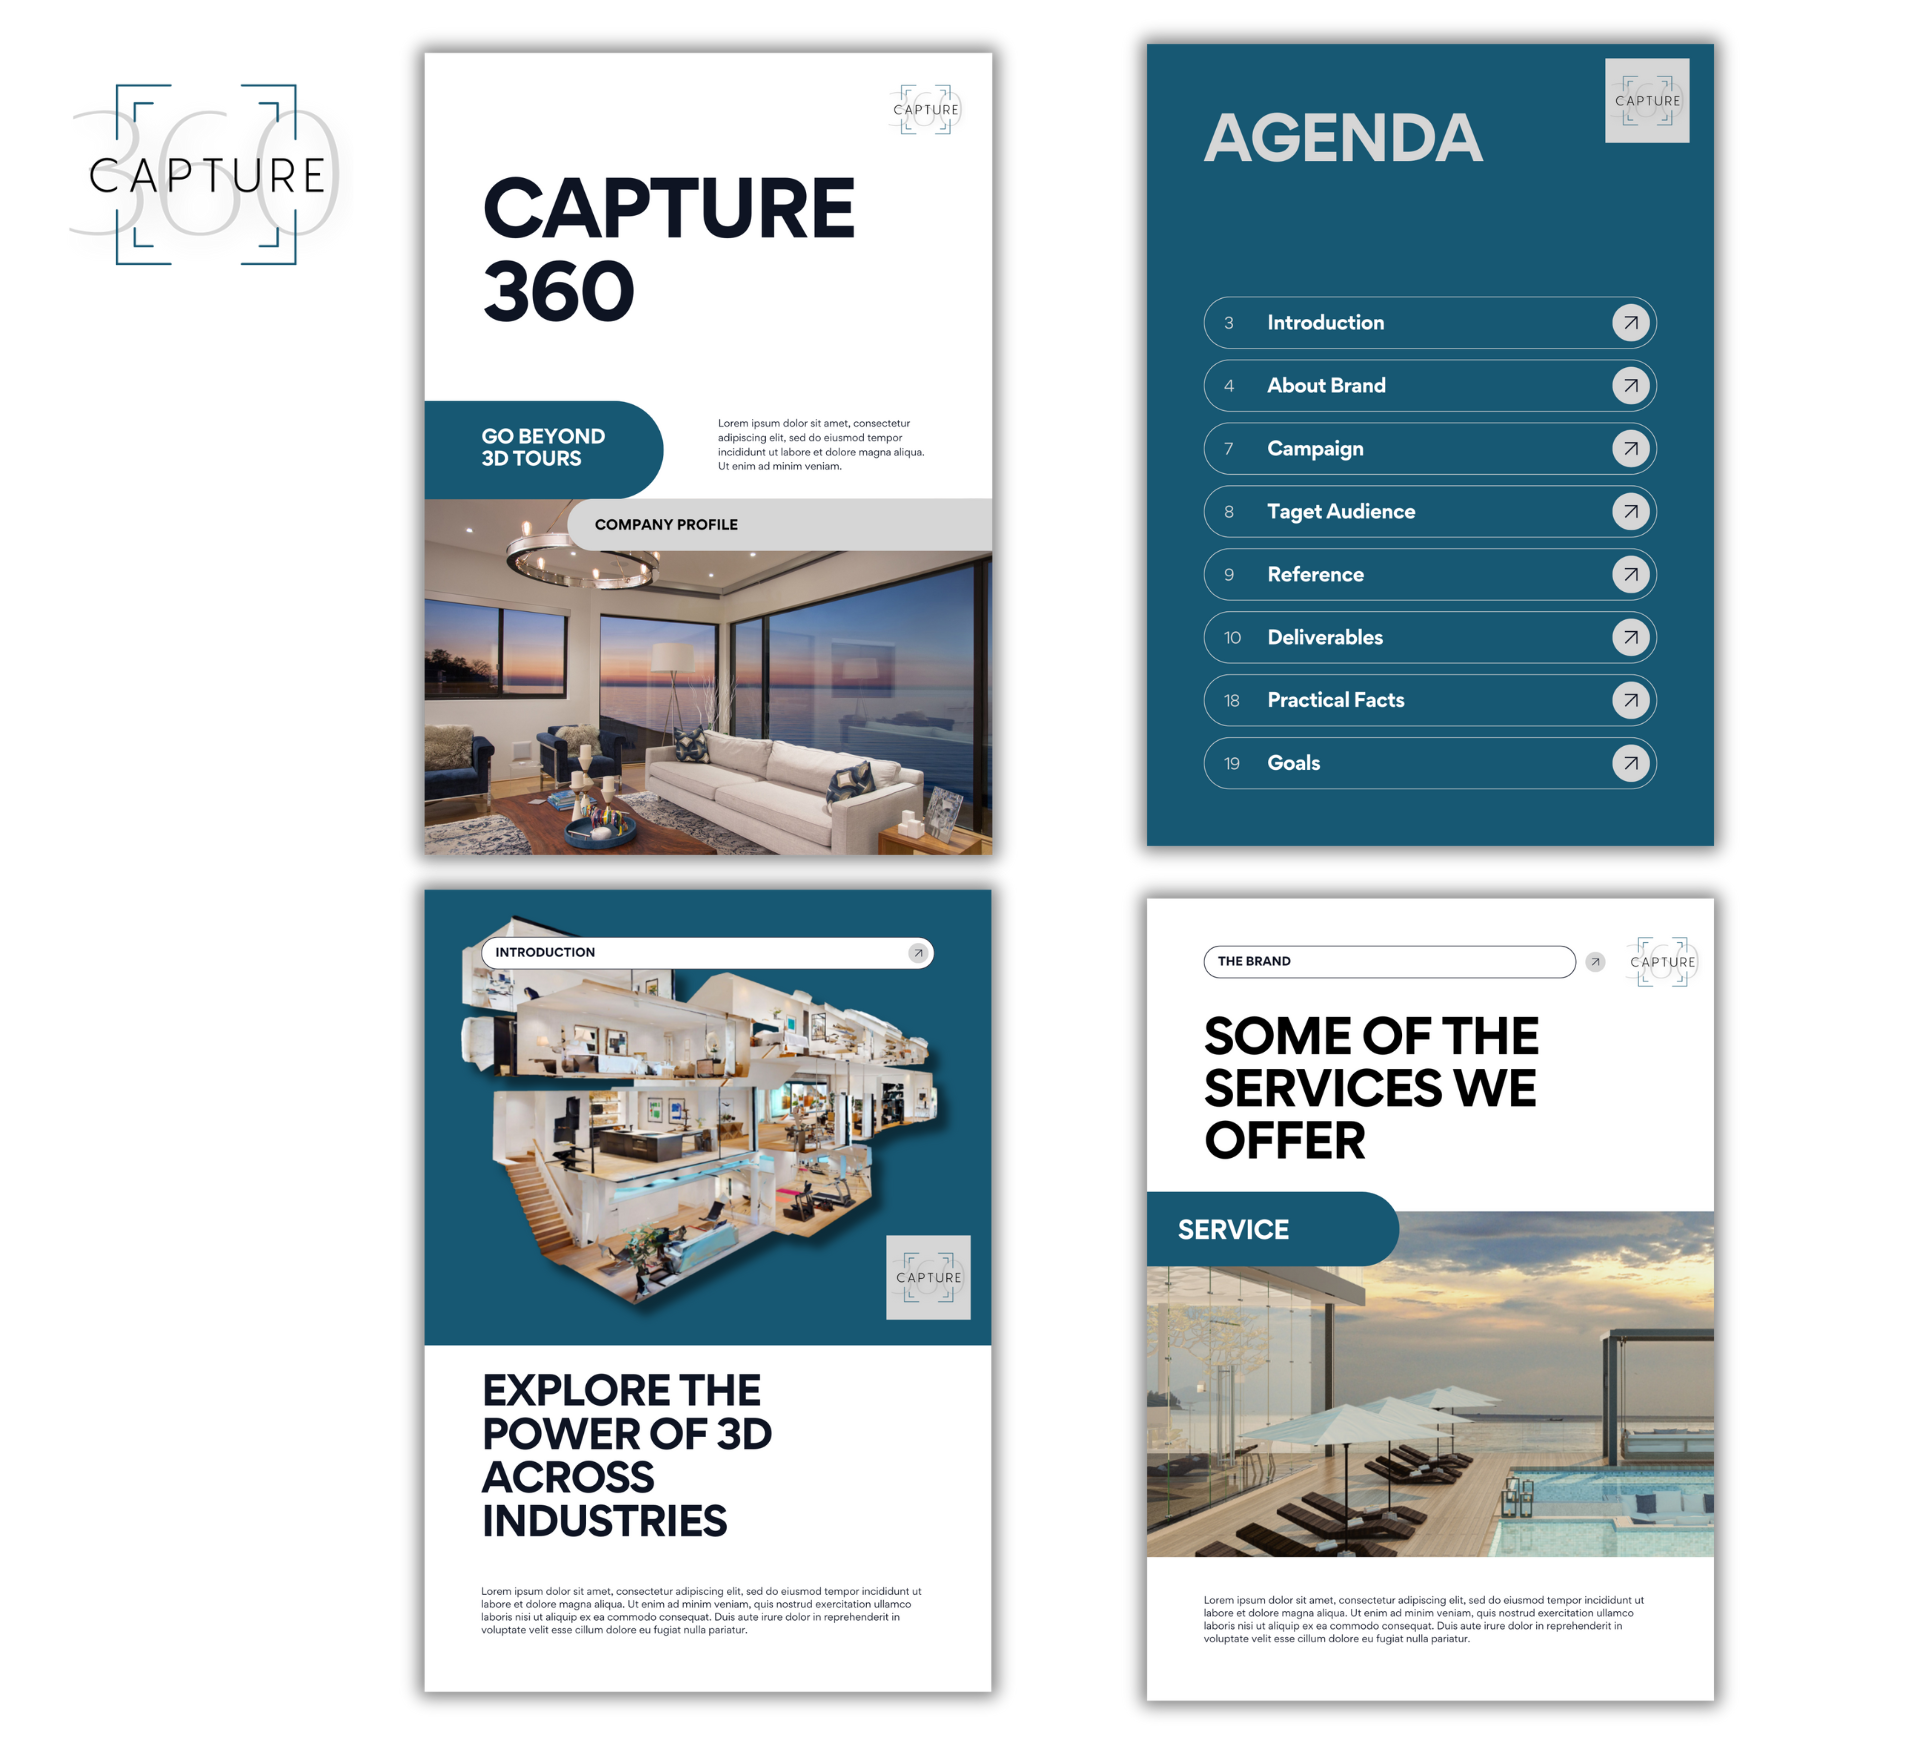 360
CAPTURE
360
CAPTURE
CAPTURE
360
GO BEYOND
3D TOURS
Lorem ipsum dolor sit amet, consectetur
adipiscing elit, sed do eiusmod tempor
incididunt ut labore et dolore magna aliqua.
Ut enim ad minim veniam.
COMPANY PROFILE
360
CAPTURE
AGENDA
3 Introduction
4 About Brand
7 Campaign
8 Taget Audience
9 Reference
10 Deliverables
18 Practical Facts
19 Goals
INTRODUCTION
360
CAPTURE
EXPLORE THE
POWER OF 3D
ACROSS
INDUSTRIES
Lorem ipsum dolor sit amet, consectetur adipiscing elit, sed do eiusmod tempor incididunt ut
labore et dolore magna aliqua. Ut enim ad minim veniam, quis nostrud exercitation ullamco
laboris nisi ut aliquip ex ea commodo consequat. Duis aute irure dolor in reprehenderit in
voluptate velit esse cillum dolore eu fugiat nulla pariatur.
THE BRAND
360
CAPTURE
SOME OF THE
SERVICES WE
OFFER
SERVICE
Lorem ipsum dolor sit amet, consectetur adipiscing elit, sed do eiusmod tempor incididunt ut
labore et dolore magna aliqua. Ut enim ad minim veniam, quis nostrud exercitation ullamco
laboris nisi ut aliquip ex ea commodo consequat. Duis aute irure dolor in reprehenderit in
voluptate velit esse cillum dolore eu fugiat nulla pariatur.